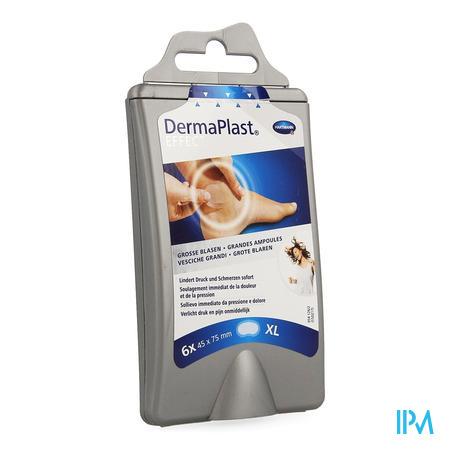 DermaPlast®
EFFECT
HARTMANN
GROSSE BLASEN • GRANDES AMPOULES
VESCICHE GRANDI • GROTE BLAREN
Lindert Druck und Schmerzen sofort
Soulagement immédiat de la douleur
et de la pression
Sollievo immediato da pressione e dolore
Verlicht druk en pijn onmiddellijk
6x 45 x 75 mm XL
IPM